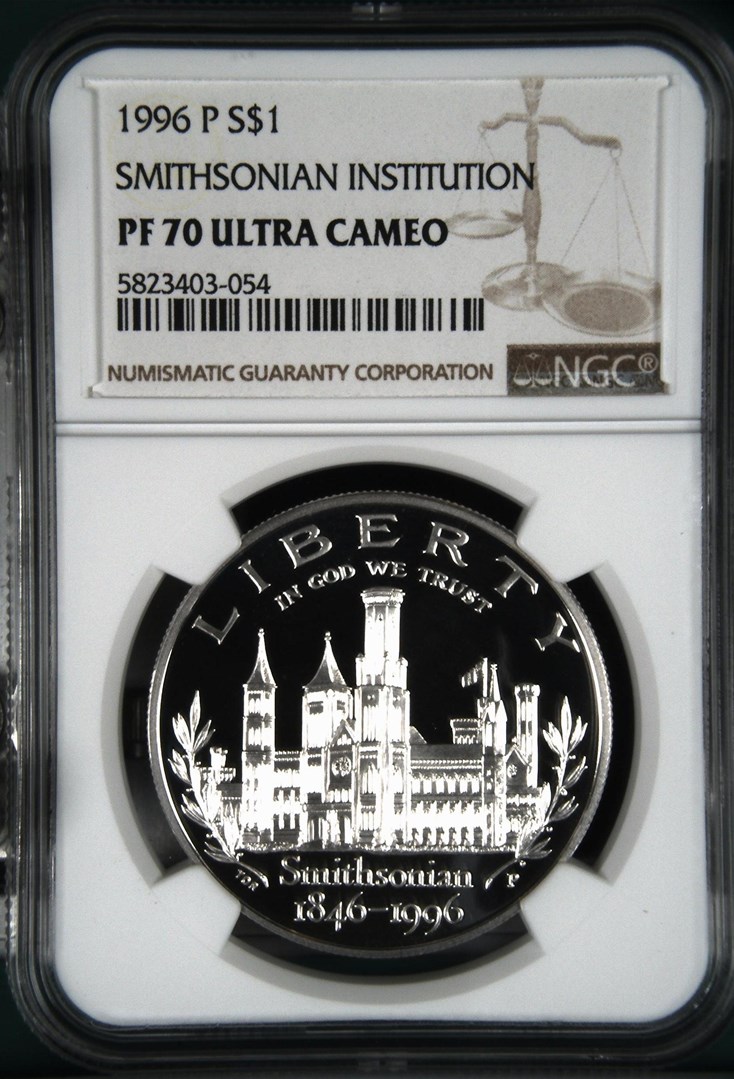 1996 P S$1
SMITHSONIAN INSTITUTION
PF 70 ULTRA CAMEO
5823403-054
NUMISMATIC GUARANTY CORPORATION
NGC®
LIBERTY
IN GOD WE TRUST
TDR
Smithsonian
P
1846-1996